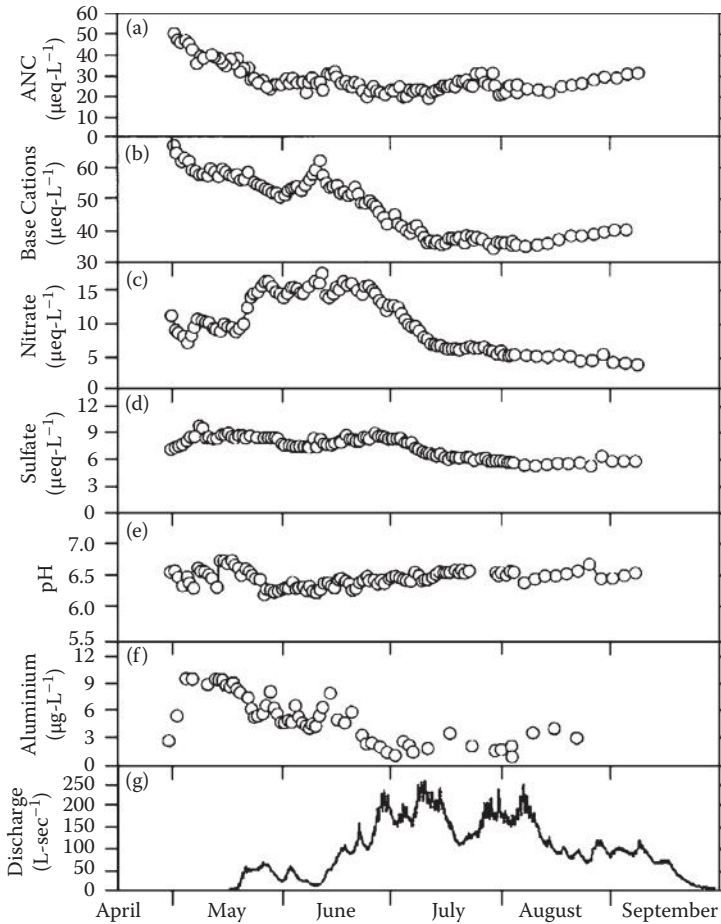 (a)
ANC
(μeq-L⁻¹)
60
50
40
30
20
10
0
(b)
Base Cations
(μeq-L⁻¹)
60
50
40
30
(c)
Nitrate
(μeq-L⁻¹)
15
10
5
0
(d)
Sulfate
(μeq-L⁻¹)
12
9
6
3
0
(e)
pH
7.0
6.5
6.0
5.5
(f)
Aluminium
(μg-L⁻¹)
12
9
6
3
0
(g)
Discharge
(L-sec⁻¹)
250
200
150
100
50
0
April May June July August September